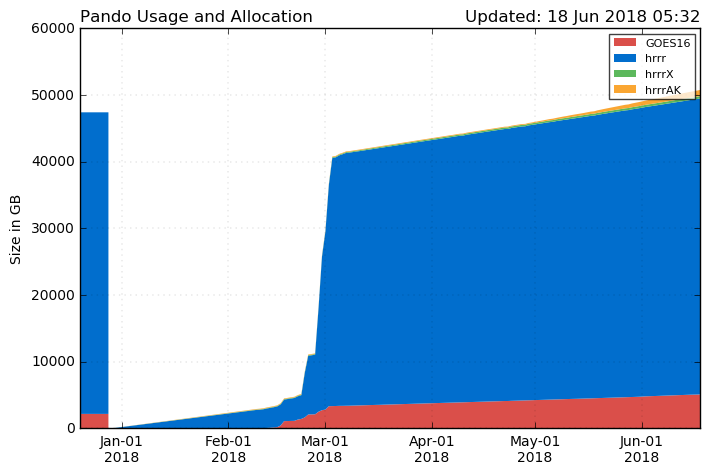 Pando Usage and Allocation
Updated: 18 Jun 2018 05:32
GOES16
hrrr
hrrrX
hrrrAK
Size in GB
60000
50000
40000
30000
20000
10000
0
Jan-01 2018
Feb-01 2018
Mar-01 2018
Apr-01 2018
May-01 2018
Jun-01 2018